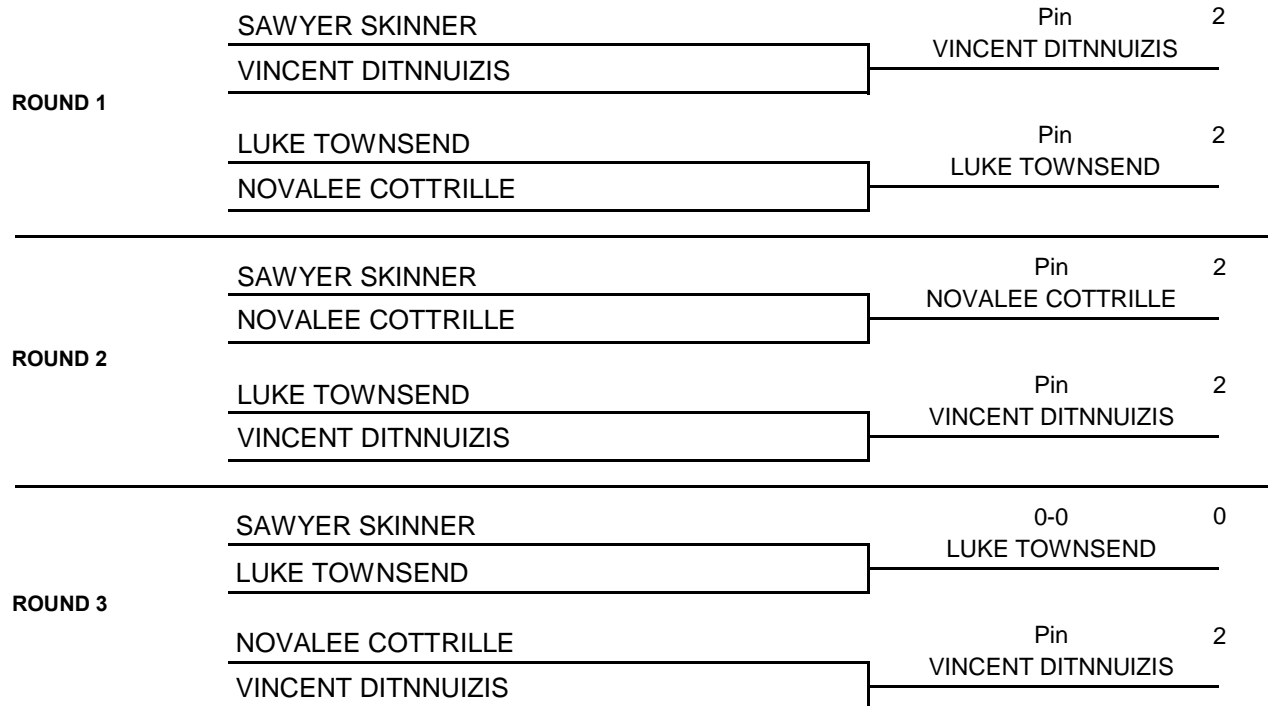 SAWYER SKINNER
Pin 2
VINCENT DITNNUIZIS
VINCENT DITNNUIZIS
ROUND 1
LUKE TOWNSEND
Pin 2
LUKE TOWNSEND
NOVALEE COTTRILLE
SAWYER SKINNER
Pin 2
NOVALEE COTTRILLE
NOVALEE COTTRILLE
ROUND 2
LUKE TOWNSEND
Pin 2
VINCENT DITNNUIZIS
VINCENT DITNNUIZIS
SAWYER SKINNER
0-0 0
LUKE TOWNSEND
LUKE TOWNSEND
ROUND 3
NOVALEE COTTRILLE
Pin 2
VINCENT DITNNUIZIS
VINCENT DITNNUIZIS